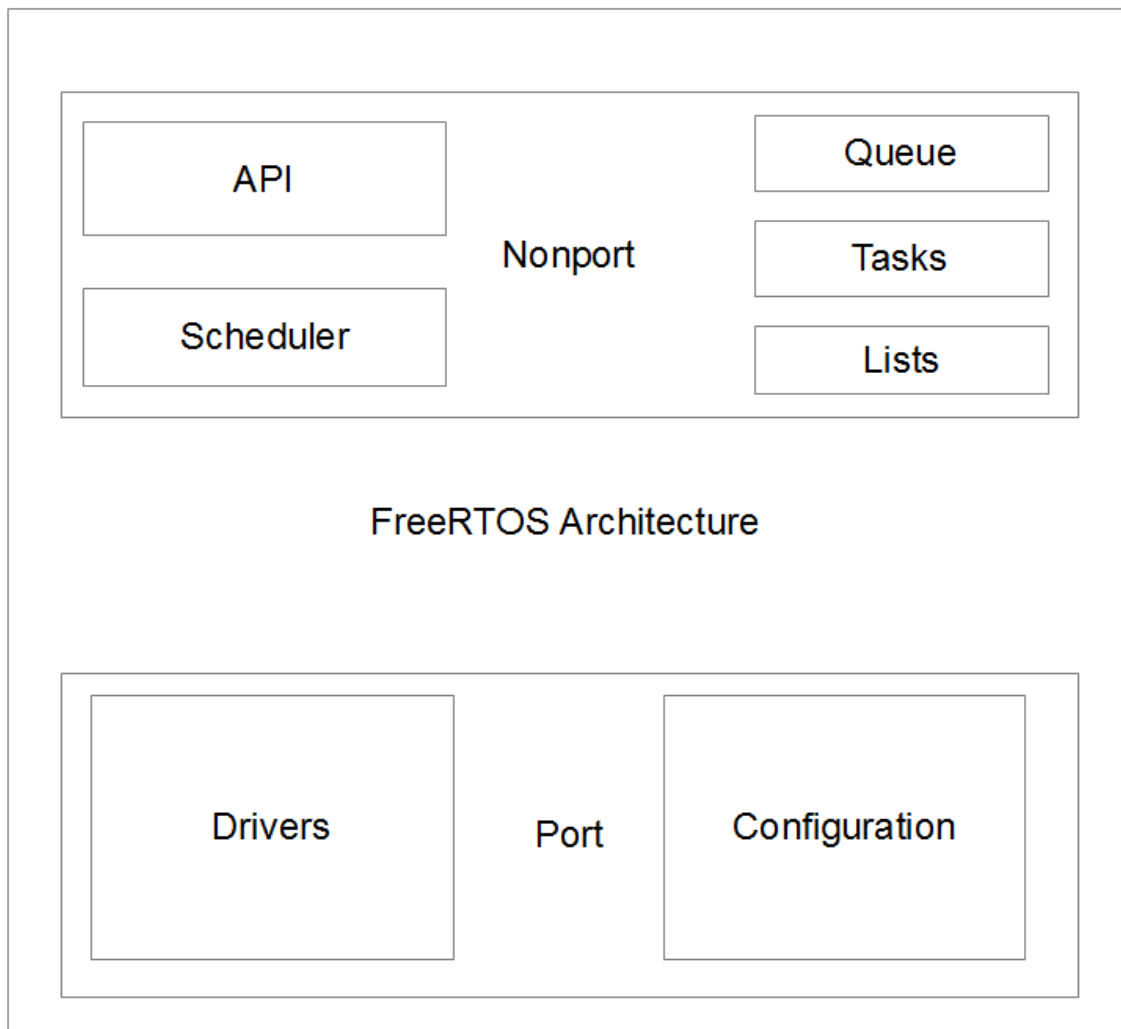 API
Scheduler
Nonport
Queue
Tasks
Lists
FreeRTOS Architecture
Drivers
Port
Configuration